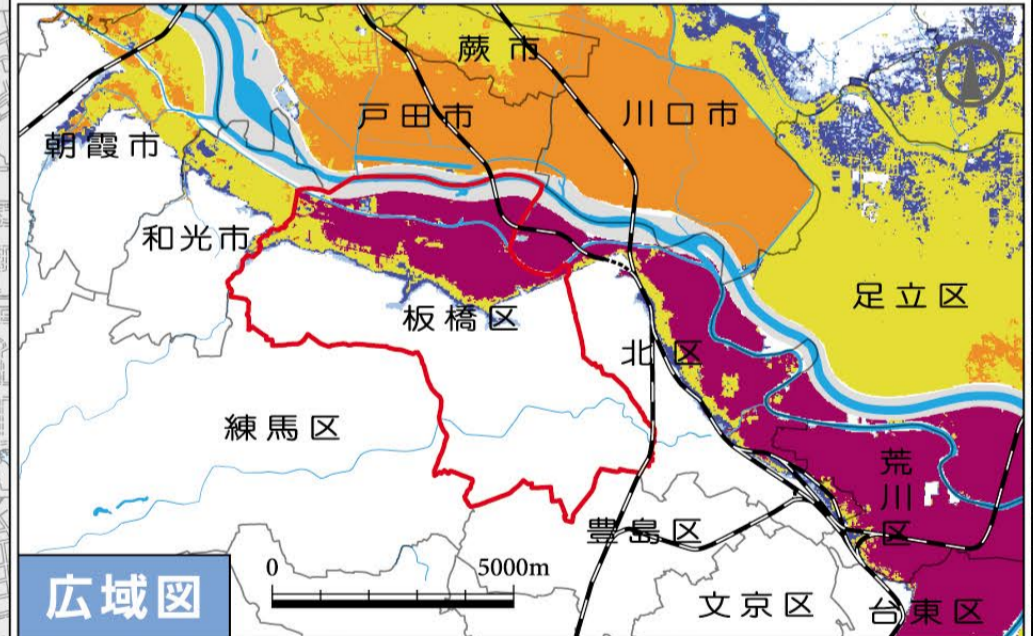 蕨市
戸田市
川口市
朝霞市
和光市
足立区
板橋区
北区
練馬区
荒川区
豊島区
広域図
0 5000m
文京区
台東区